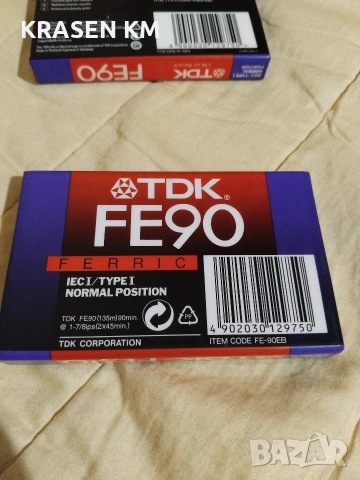 KRASEN KM
FE90
TDK
IEC I / TYPE I
NORMAL
POSITION
TDK®
FE90
FERRIC
IEC I / TYPE I
NORMAL POSITION
TDK FE90(135m)90min.
@ 1-7/8ips(2x45min.)
PP
4 902030 129750
TDK CORPORATION
ITEM CODE FE-90EB
BAZAR